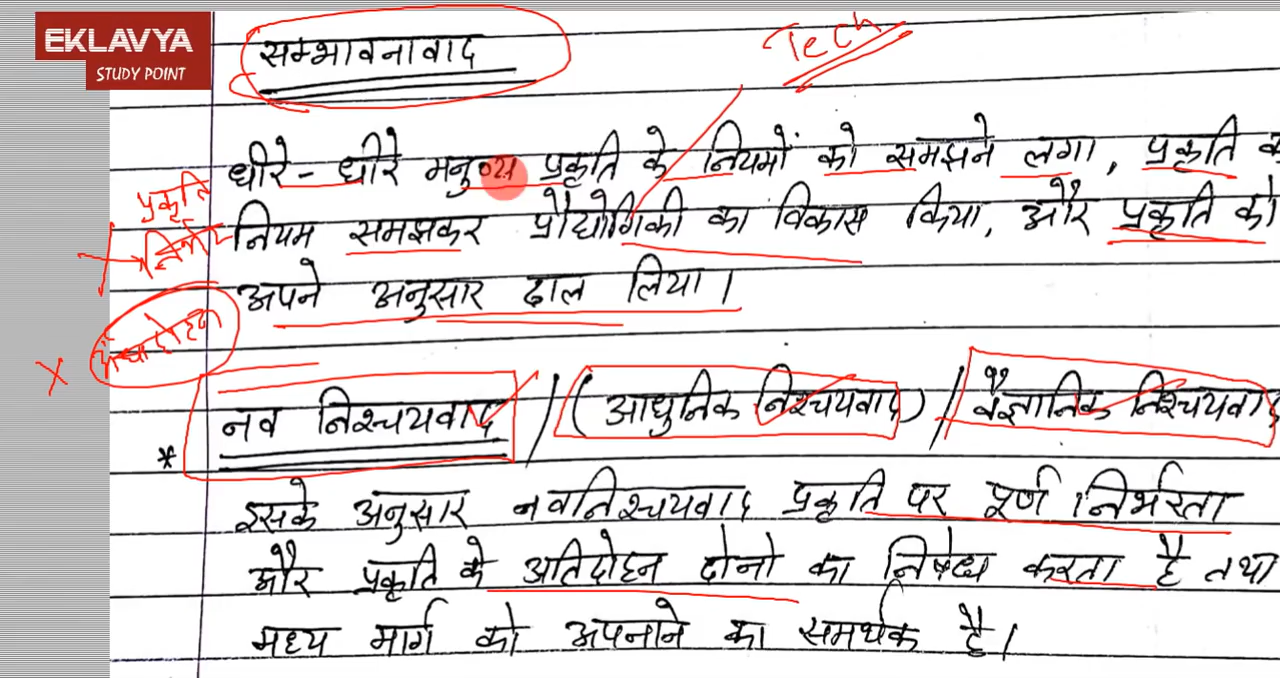 EKLAVYA
STUDY POINT
सम्भावनावाद
Tech
धीरे - धीरे मनुष्य प्रकृति के नियमों को समझने लगा, प्रकृति के
प्रकृति
नियम समझकर प्रौद्योगिकी का विकास किया, और प्रकृति को
अपने अनुसार ढाल लिया।
नव निश्चयवाद / (आधुनिक निश्चयवाद) / वैज्ञानिक निश्चयवाद
* इसके अनुसार नवनिश्चयवाद प्रकृति पर पूर्ण निर्भरता
और प्रकृति के अतिदोहन दोनो का निषेध करता है तथा
मध्य मार्ग को अपनाने का समर्थक है।